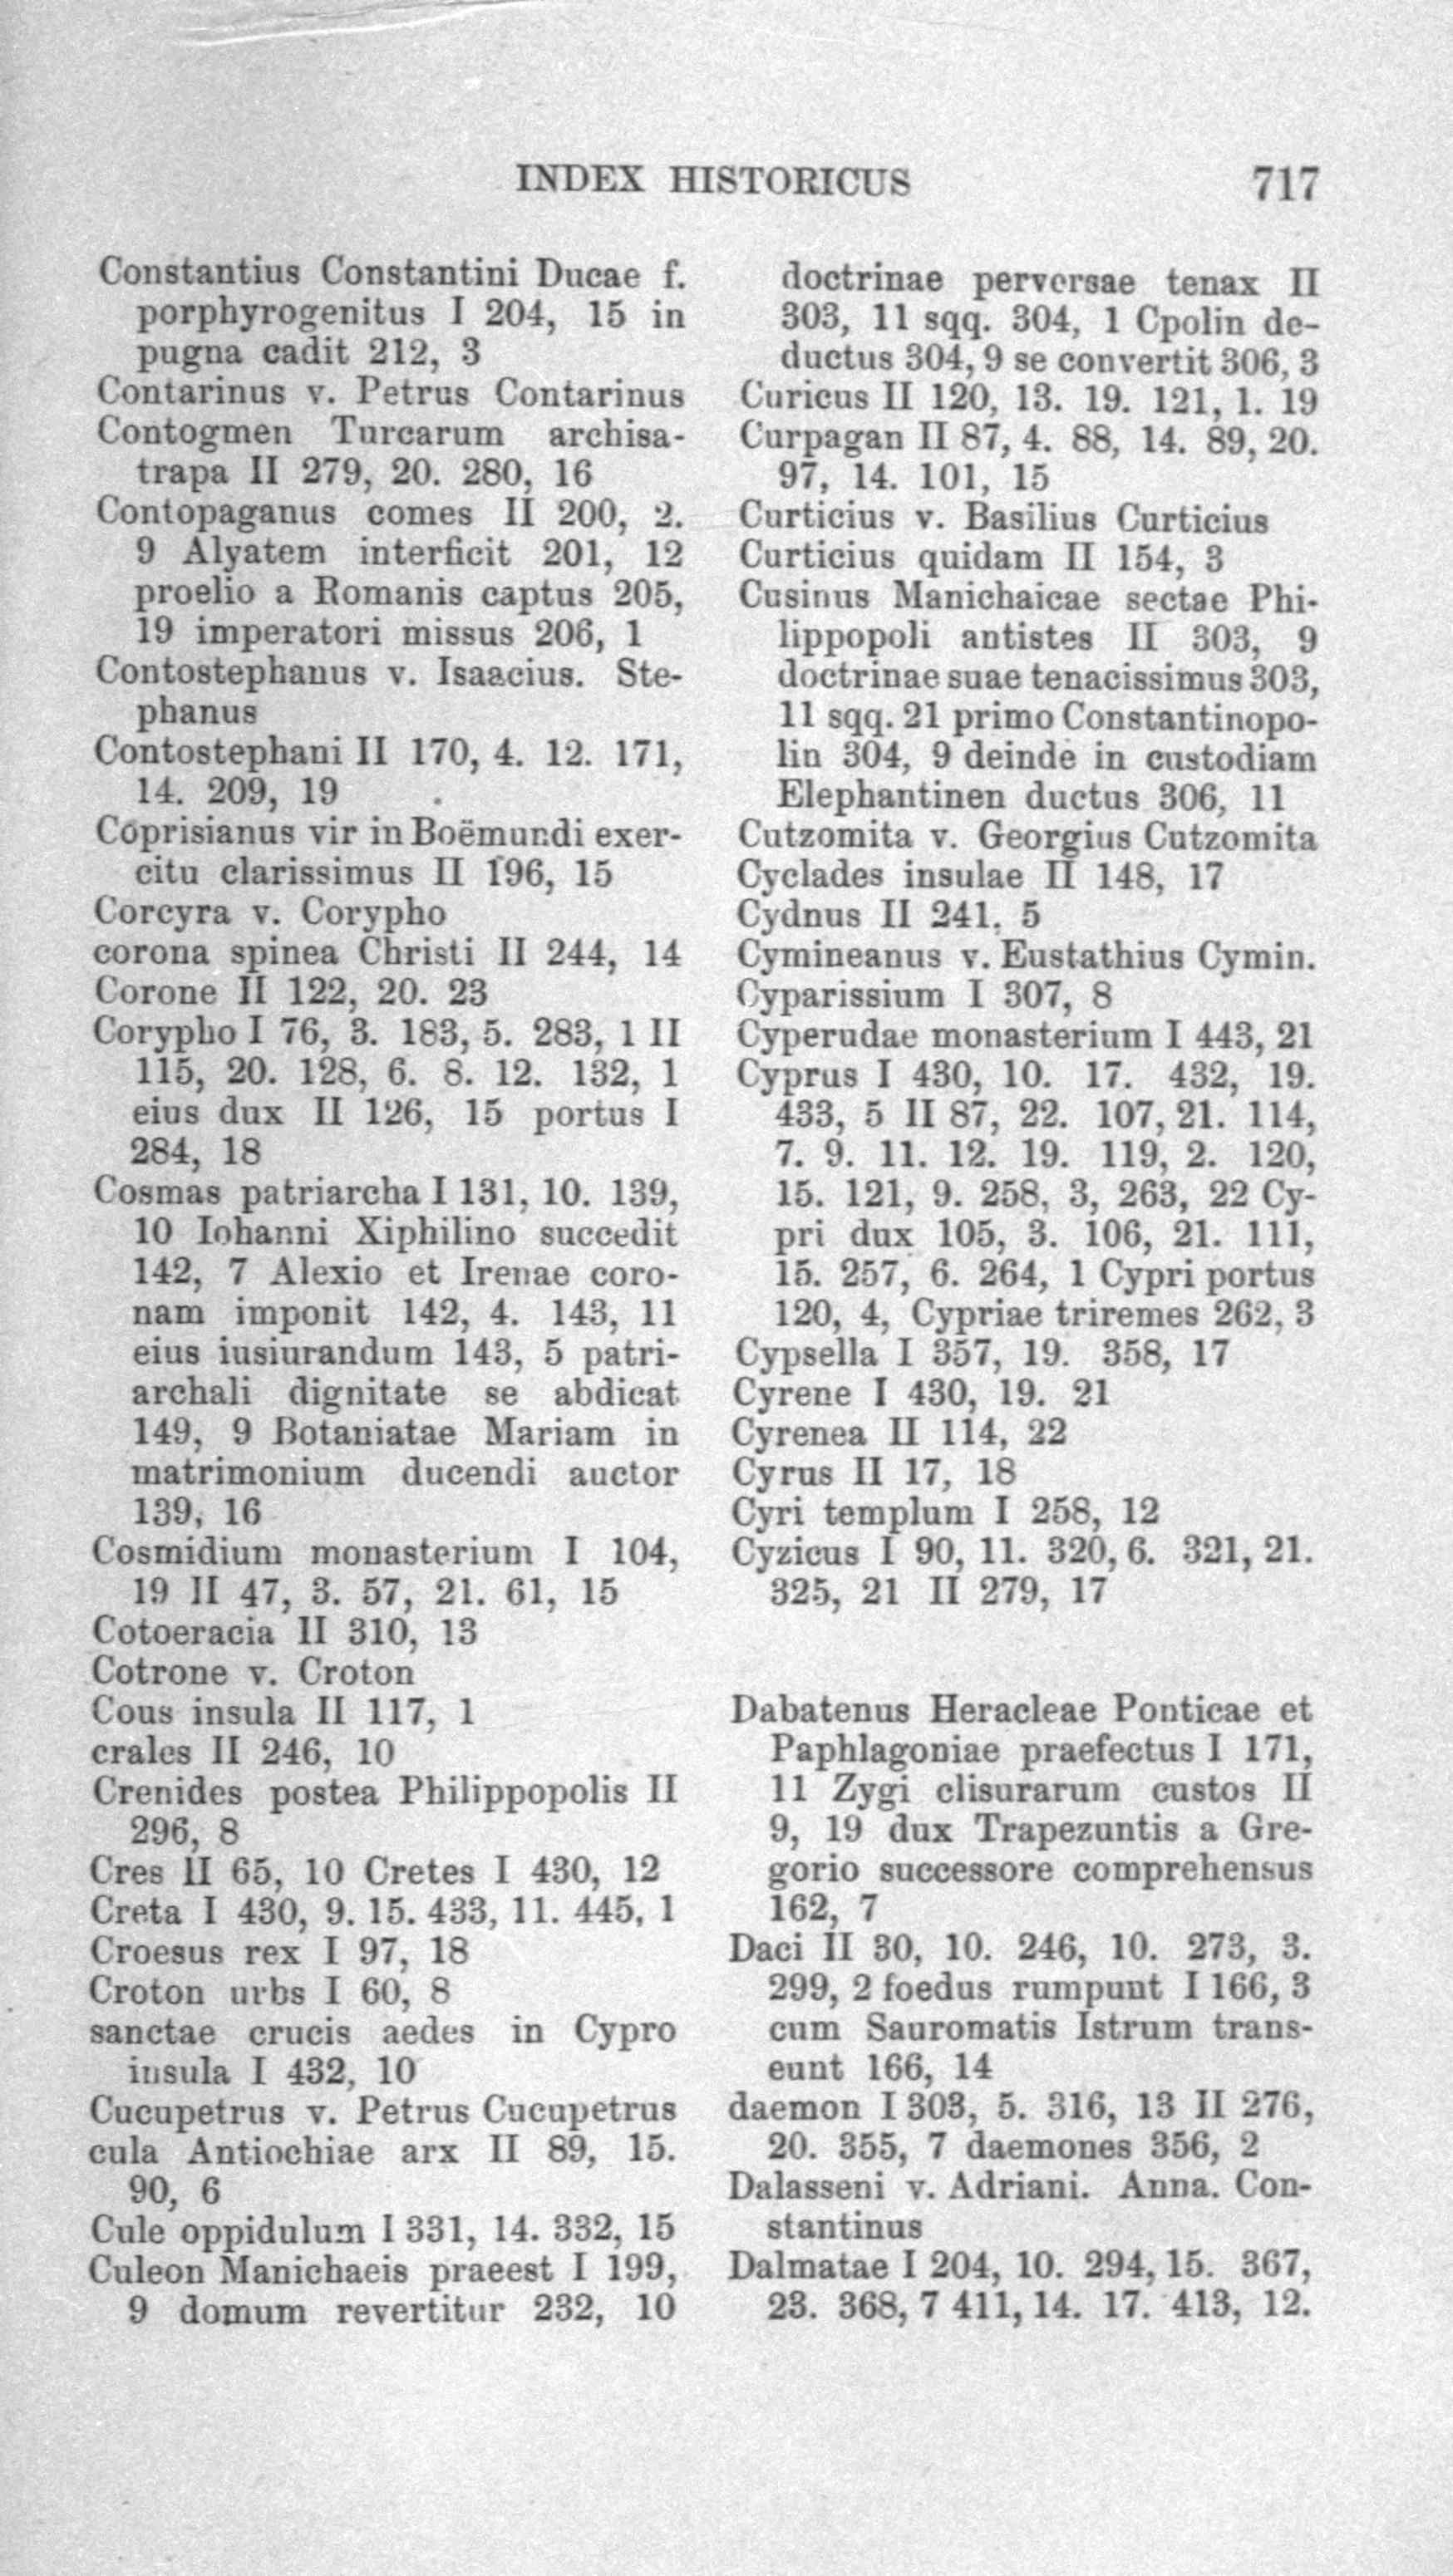 INDEX HISTORICUS 717
Constantius Constantini Ducae f.
porphyrogenitus I 204, 15 in
pugna cadit 212, 3
Contarinus v. Petrus Contarinus
Contogmen Turcarum archisa-
trapa II 279, 20. 280, 16
Contopaganus comes II 200, 2.
9 Alyatem interficit 201, 12
proelio a Romanis captus 205,
19 imperatori missus 206, 1
Contostephanus v. Isaacius. Ste-
phanus
Contostephani II 170, 4. 12. 171,
14. 209, 19
Coprisianus vir in Boëmundi exer-
citu clarissimus II 196, 15
Corcyra v. Corypho
corona spinea Christi II 244, 14
Corone II 122, 20. 23
Corypho I 76, 3. 183, 5. 283, 1 II
115, 20. 128, 6. 8. 12. 132, 1
eius dux II 126, 15 portus I
284, 18
Cosmas patriarcha I 131, 10. 139,
10 Iohanni Xiphilino succedit
142, 7 Alexio et Irenae coro-
nam imponit 142, 4. 143, 11
eius iusiurandum 143, 5 patri-
archali dignitate se abdicat
149, 9 Botaniatae Mariam in
matrimonium ducendi auctor
139, 16
Cosmidium monasterium I 104,
19 II 47, 3. 57, 21. 61, 15
Cotoeracia II 310, 13
Cotrone v. Croton
Cous insula II 117, 1
crales II 246, 10
Crenides postea Philippopolis II
296, 8
Cres II 65, 10 Cretes I 430, 12
Creta I 430, 9. 15. 433, 11. 445, 1
Croesus rex I 97, 18
Croton urbs I 60, 8
sanctae crucis aedes in Cypro
insula I 432, 10
Cucupetrus v. Petrus Cucupetrus
cula Antiochiae arx II 89, 15.
90, 6
Cule oppidulum I 331, 14. 332, 15
Culeon Manichaeis praeest I 199,
9 domum revertitur 232, 10
doctrinae perversae tenax II
303, 11 sqq. 304, 1 Cpolin de-
ductus 304, 9 se convertit 306, 3
Curicus II 120, 13. 19. 121, 1. 19
Curpagan II 87, 4. 88, 14. 89, 20.
97, 14. 101, 15
Curticius v. Basilius Curticius
Curticius quidam II 154, 3
Cusinus Manichaicae sectae Phi-
lippopoli antistes II 303, 9
doctrinae suae tenacissimus 303,
11 sqq. 21 primo Constantinopo-
lin 304, 9 deinde in custodiam
Elephantinen ductus 306, 11
Cutzomita v. Georgius Cutzomita
Cyclades insulae II 148, 17
Cydnus II 241, 5
Cymineanus v. Eustathius Cymin.
Cyparissium I 307, 8
Cyperudae monasterium I 443, 21
Cyprus I 430, 10. 17. 432, 19.
433, 5 II 87, 22. 107, 21. 114,
7. 9. 11. 12. 19. 119, 2. 120,
15. 121, 9. 258, 3, 263, 22 Cy-
pri dux 105, 3. 106, 21. 111,
15. 257, 6. 264, 1 Cypri portus
120, 4, Cypriae triremes 262, 3
Cypsella I 357, 19. 358, 17
Cyrene I 430, 19. 21
Cyrenea II 114, 22
Cyrus II 17, 18
Cyri templum I 258, 12
Cyzicus I 90, 11. 320, 6. 321, 21.
325, 21 II 279, 17
Dabatenus Heracleae Ponticae et
Paphlagoniae praefectus I 171,
11 Zygi clisurarum custos II
9, 19 dux Trapezuntis a Gre-
gorio successore comprehensus
162, 7
Daci II 30, 10. 246, 10. 273, 3.
299, 2 foedus rumpunt I 166, 3
cum Sauromatis Istrum trans-
eunt 166, 14
daemon I 303, 5. 316, 13 II 276,
20. 355, 7 daemones 356, 2
Dalasseni v. Adriani. Anna. Con-
stantinus
Dalmatae I 204, 10. 294, 15. 367,
23. 368, 7 411, 14. 17. 413, 12.